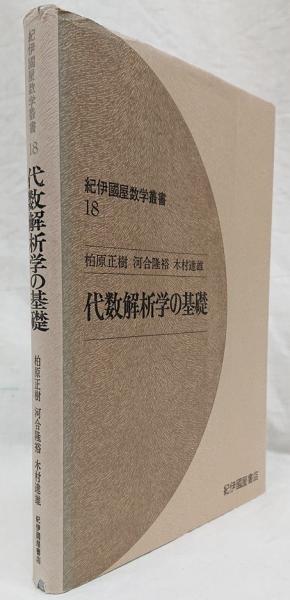 紀伊國屋数学叢書
18
代数解析学の基礎
柏原正樹 河合隆裕 木村達雄
紀伊國屋書店
紀伊國屋数学叢書
18
柏原正樹 河合隆裕 木村達雄
代数解析学の基礎
紀伊國屋書店